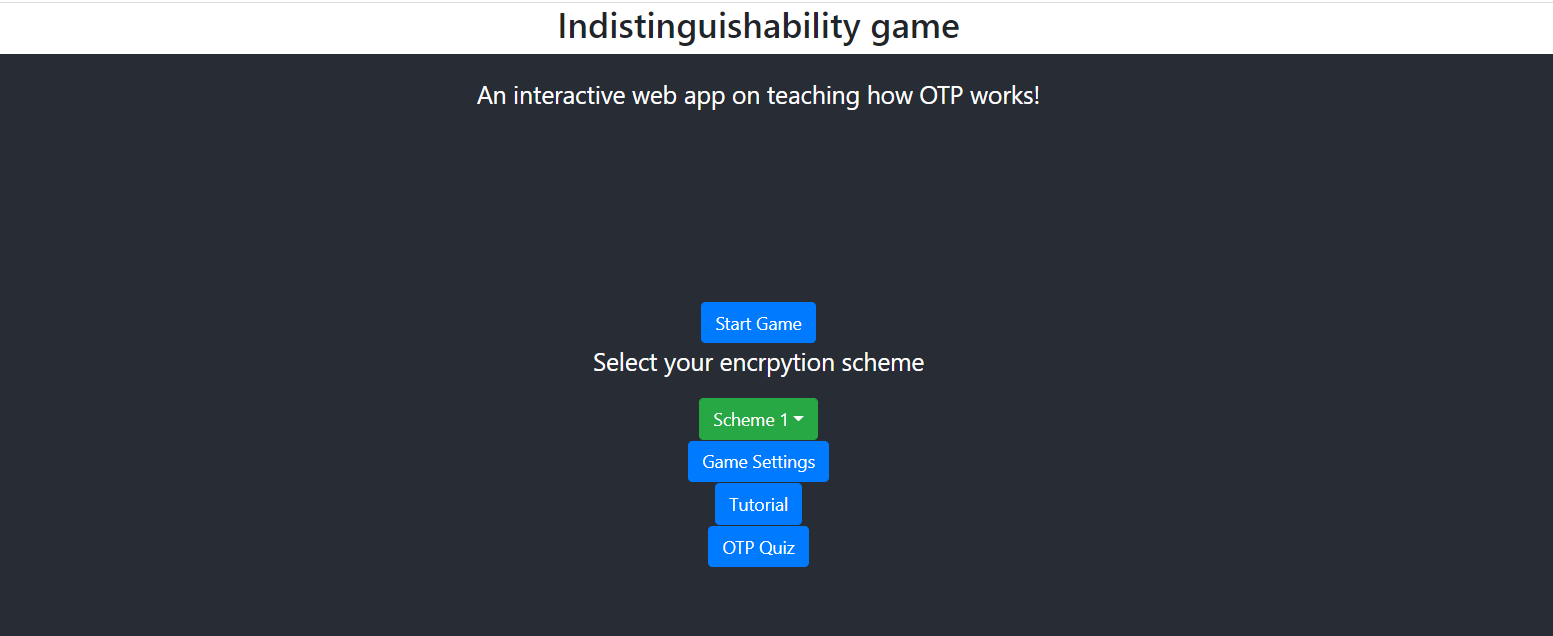 Indistinguishability game
An interactive web app on teaching how OTP works!
Start Game
Select your encrpytion scheme
Scheme 1
Game Settings
Tutorial
OTP Quiz